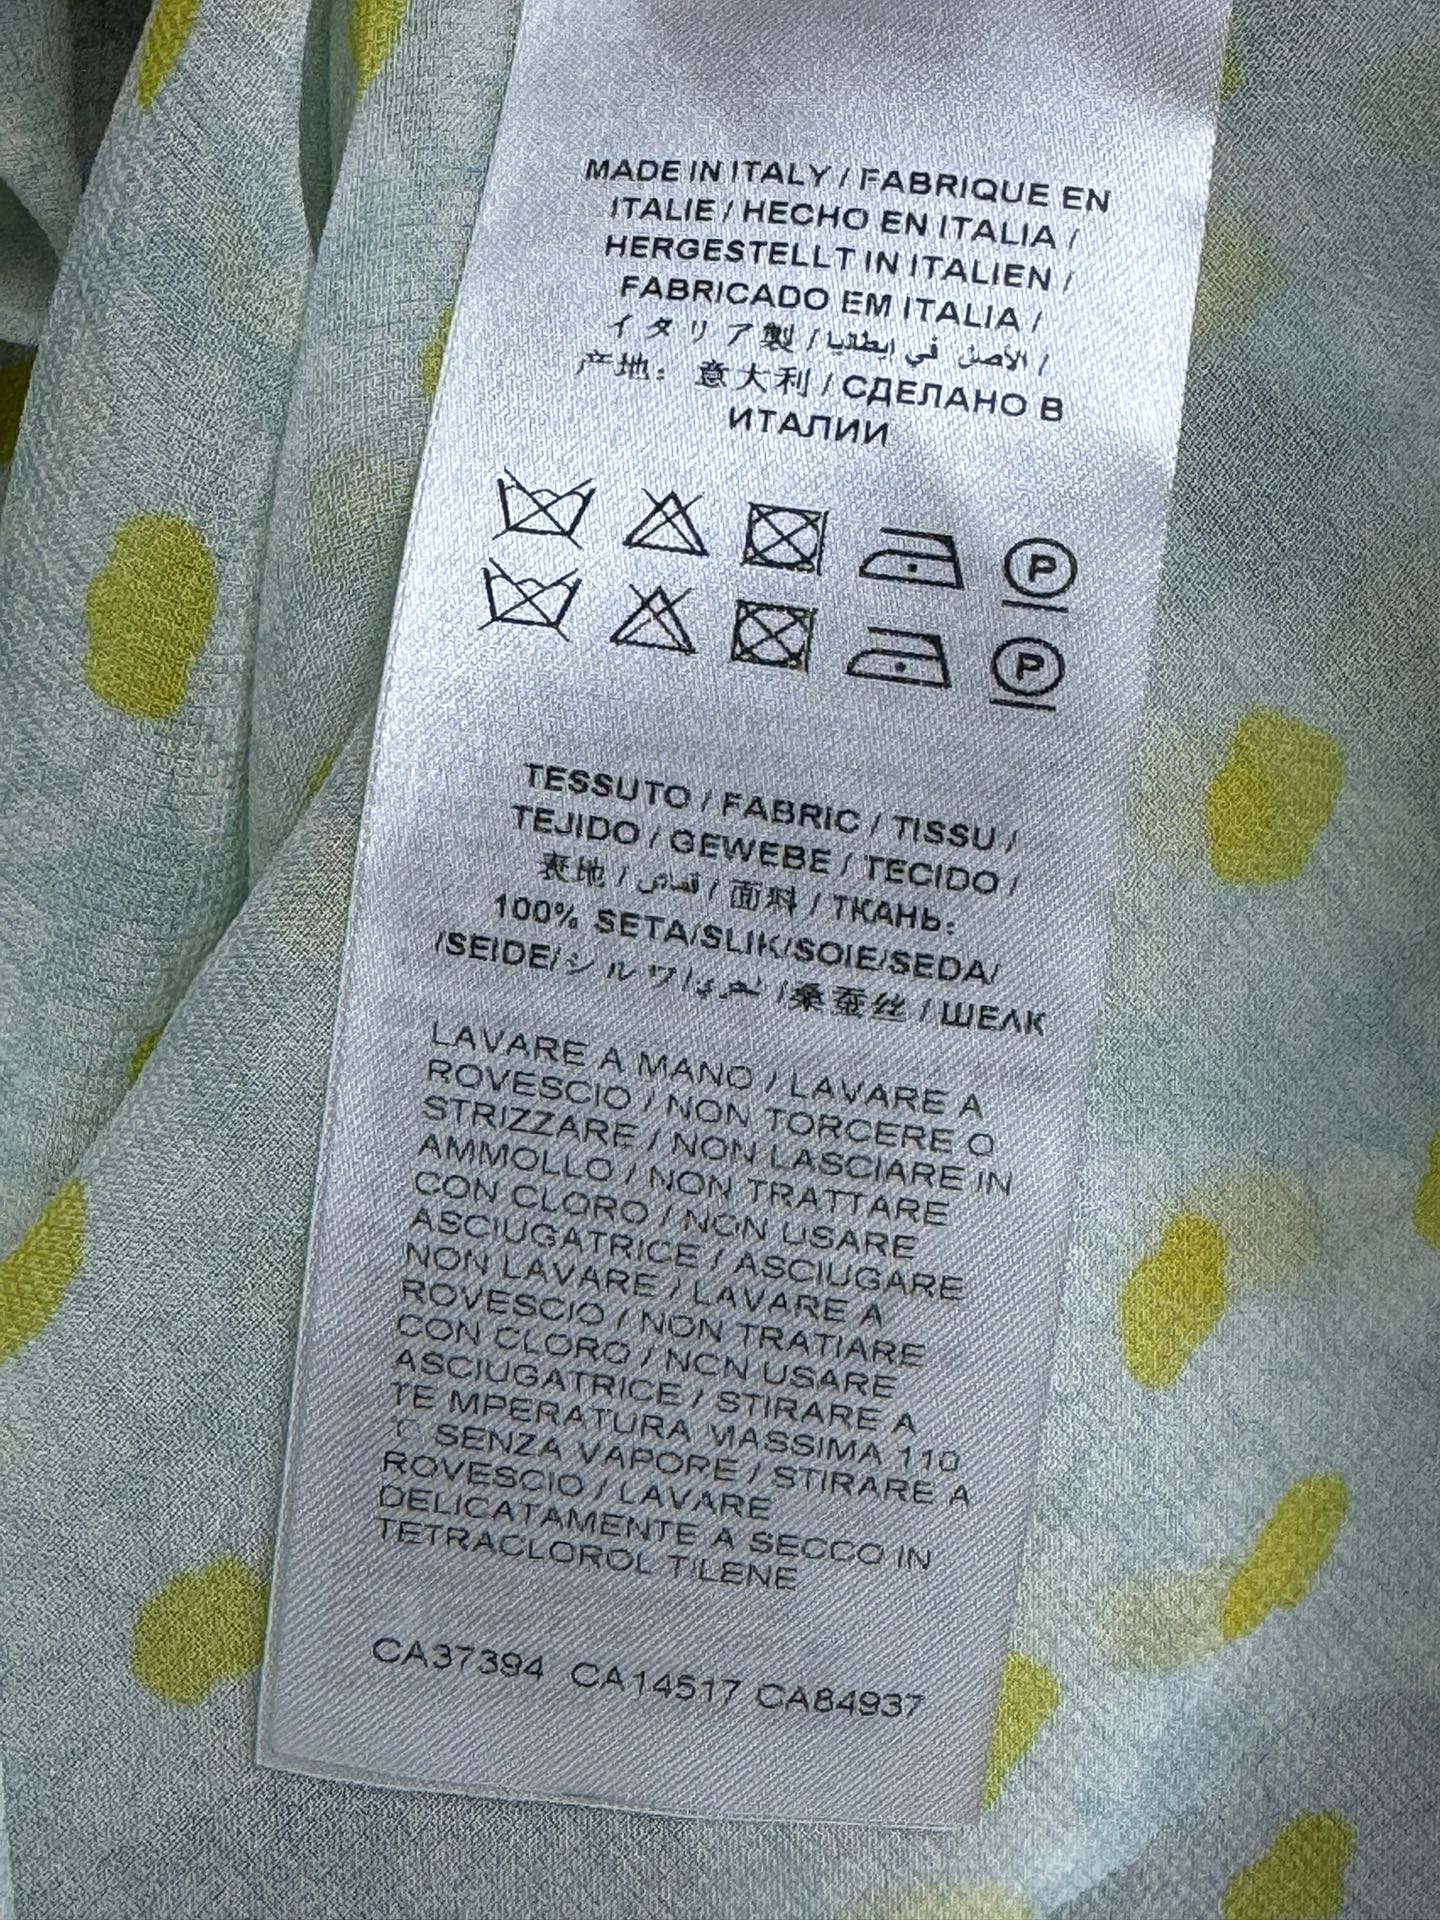 MADE IN ITALY / FABRIQUE EN
ITALIE / HECHO EN ITALIA /
HERGESTELLT IN ITALIEN /
FABRICADO EM ITALIA /
イタリア製 / الأصل في إيطاليا /
产地：意大利 / СДЕЛАНО В
ИТАЛИИ
P
P
TESSUTO / FABRIC / TISSU /
TEJIDO / GEWEBE / TECIDO /
表地 / قماش / 面料 / ТКАНЬ:
100% SETA/SLIK/SOIE/SEDA/
/SEIDE/シルク/ /桑蚕丝 / ШЕЛК
LAVARE A MANO / LAVARE A
ROVESCIO / NON TORCERE O
STRIZZARE / NON LASCIARE IN
AMMOLLO / NON TRATTARE
CON CLORO / NON USARE
ASCIUGATRICE / ASCIUGARE
NON LAVARE / LAVARE A
ROVESCIO / NON TRATIARE
CON CLORO / NCN USARE
ASCIUGATRICE / STIRARE A
TE MPERATURA MASSIMA 110
℃ SENZA VAPORE / STIRARE A
ROVESCIO / LAVARE
DELICATAMENTE A SECCO IN
TETRACLOROL TILENE
CA37394 CA14517 CA84937